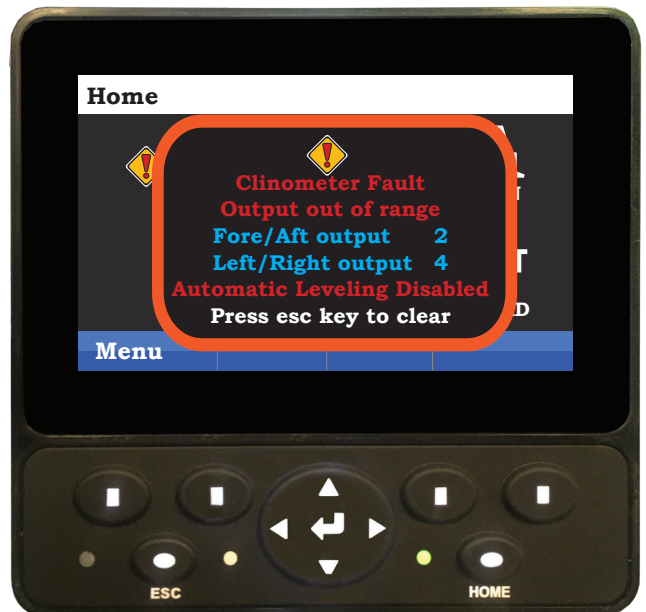 Home
Clinometer Fault
Output out of range
Fore/Aft output 2
Left/Right output 4
Automatic Leveling Disabled
Press esc key to clear
Menu
ESC
HOME